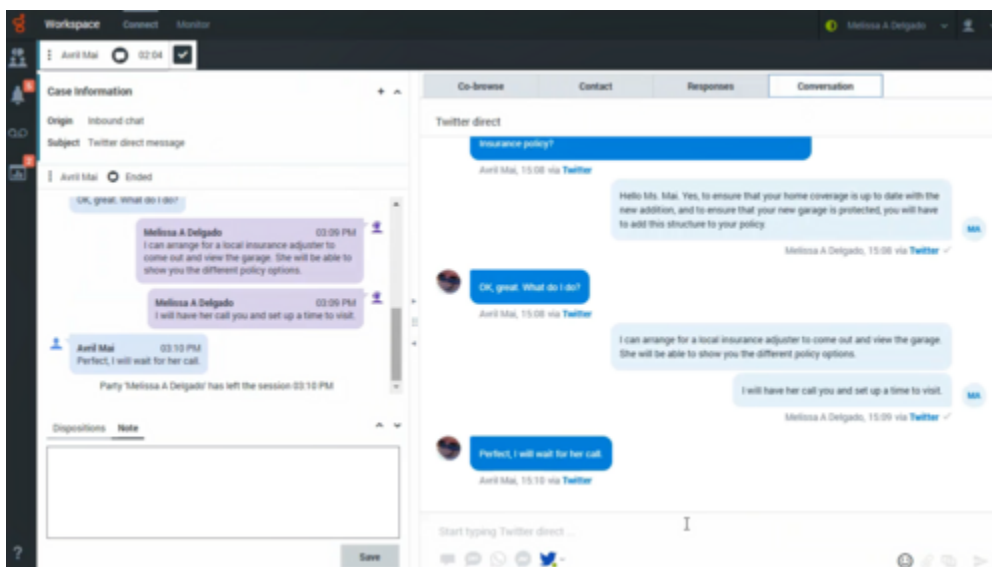 Workspace Connect Monitor
Melissa A Delgado
Avril Mai 02:04
Case Information
Origin Inbound chat
Subject Twitter direct message
Avril Mai Ended
OK, great. What do I do?
Melissa A Delgado 03:09 PM
I can arrange for a local insurance adjuster to
come out and view the garage. She will be able to
show you the different policy options.
Melissa A Delgado 03:09 PM
I will have her call you and set up a time to visit.
Avril Mai 03:10 PM
Perfect, I will wait for her call.
Party 'Melissa A Delgado' has left the session 03:10 PM
Dispositions Note
Save
Co-browse Contact Responses Conversation
Twitter direct
Insurance policy?
Avril Mai, 15:08 via Twitter
Hello Ms. Mai. Yes, to ensure that your home coverage is up to date with the
new addition, and to ensure that your new garage is protected, you will have
to add this structure to your policy.
MA
Melissa A Delgado, 15:08 via Twitter
OK, great. What do I do?
Avril Mai, 15:08 via Twitter
I can arrange for a local insurance adjuster to come out and view the garage.
She will be able to show you the different policy options.
I will have her call you and set up a time to visit.
MA
Melissa A Delgado, 15:09 via Twitter
Perfect, I will wait for her call.
Avril Mai, 15:10 via Twitter
Start typing Twitter direct ...